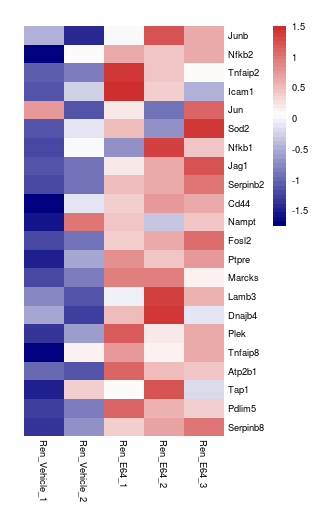 Junb
Nfkb2
Tnfaip2
Icam1
Jun
Sod2
Nfkb1
Jag1
Serpinb2
Cd44
Nampt
Fosl2
Ptpre
Marcks
Lamb3
Dnajb4
Plek
Tnfaip8
Atp2b1
Tap1
Pdlim5
Serpinb8
1.5
1
0.5
0
-0.5
-1
-1.5
Ren_Vehicle_1
Ren_Vehicle_2
Ren_E64_1
Ren_E64_2
Ren_E64_3